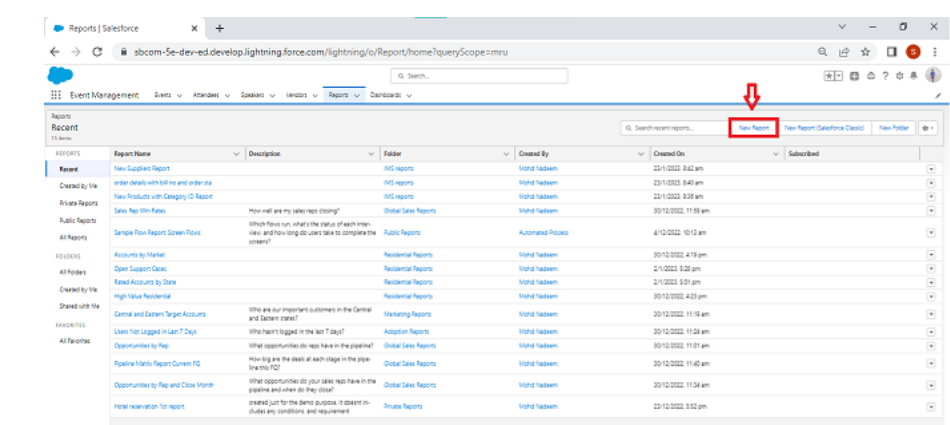 Reports | Salesforce
sbcom-5e-dev-ed.develop.lightning.force.com/lightning/o/Report/home?queryScope=mru
S
Search...
Event Management Events Attendees Speakers Vendors Reports Dashboards
Reports
Recent
15 items
Search recent reports...
New Report
New Report (Salesforce Classic)
New Folder
REPORTS
Recent
Created by Me
Private Reports
Public Reports
All Reports
FOLDERS
All Folders
Created by Me
Shared with Me
FAVORITES
All Favorites
Report Name Description Folder Created By Created On Subscribed
New Suppliers Report IMS reports Mohd Nadeem 23/1/2023, 8:42 am
order details with bill no and order sta IMS reports Mohd Nadeem 23/1/2023, 8:40 am
New Products with Category ID Report IMS reports Mohd Nadeem 23/1/2023, 8:36 am
Sales Rep Win Rates How well are my sales reps closing? Global Sales Reports Mohd Nadeem 30/12/2022, 11:59 am
Sample Flow Report: Screen Flows Which flows run, what's the status of each inter-
view, and how long do users take to complete the
screens? Public Reports Automated Process 4/12/2022, 10:13 am
Accounts by Market Residential Reports Mohd Nadeem 30/12/2022, 4:19 pm
Open Support Cases Residential Reports Mohd Nadeem 2/1/2023, 5:28 pm
Rated Accounts by State Residential Reports Mohd Nadeem 2/1/2023, 5:01 pm
High Value Residential Residential Reports Mohd Nadeem 30/12/2022, 4:23 pm
Central and Eastern Target Accounts Who are our important customers in the Central
and Eastern states? Marketing Reports Mohd Nadeem 30/12/2022, 11:19 am
Users Not Logged in Last 7 Days Who hasn't logged in the last 7 days? Adoption Reports Mohd Nadeem 30/12/2022, 11:24 am
Opportunities by Rep What opportunities do reps have in the pipeline? Global Sales Reports Mohd Nadeem 30/12/2022, 11:31 am
Pipeline Matrix Report Current FQ How big are the deals at each stage in the pipe-
line this FQ? Global Sales Reports Mohd Nadeem 30/12/2022, 11:40 am
Opportunities by Rep and Close Month What opportunities do your sales reps have in the
pipeline and when do they close? Global Sales Reports Mohd Nadeem 30/12/2022, 11:34 am
Hotel reservation 1st report created just for the demo purpose. it doesnt in-
cludes any conditions, and requirement Private Reports Mohd Nadeem 23/12/2022, 5:52 pm